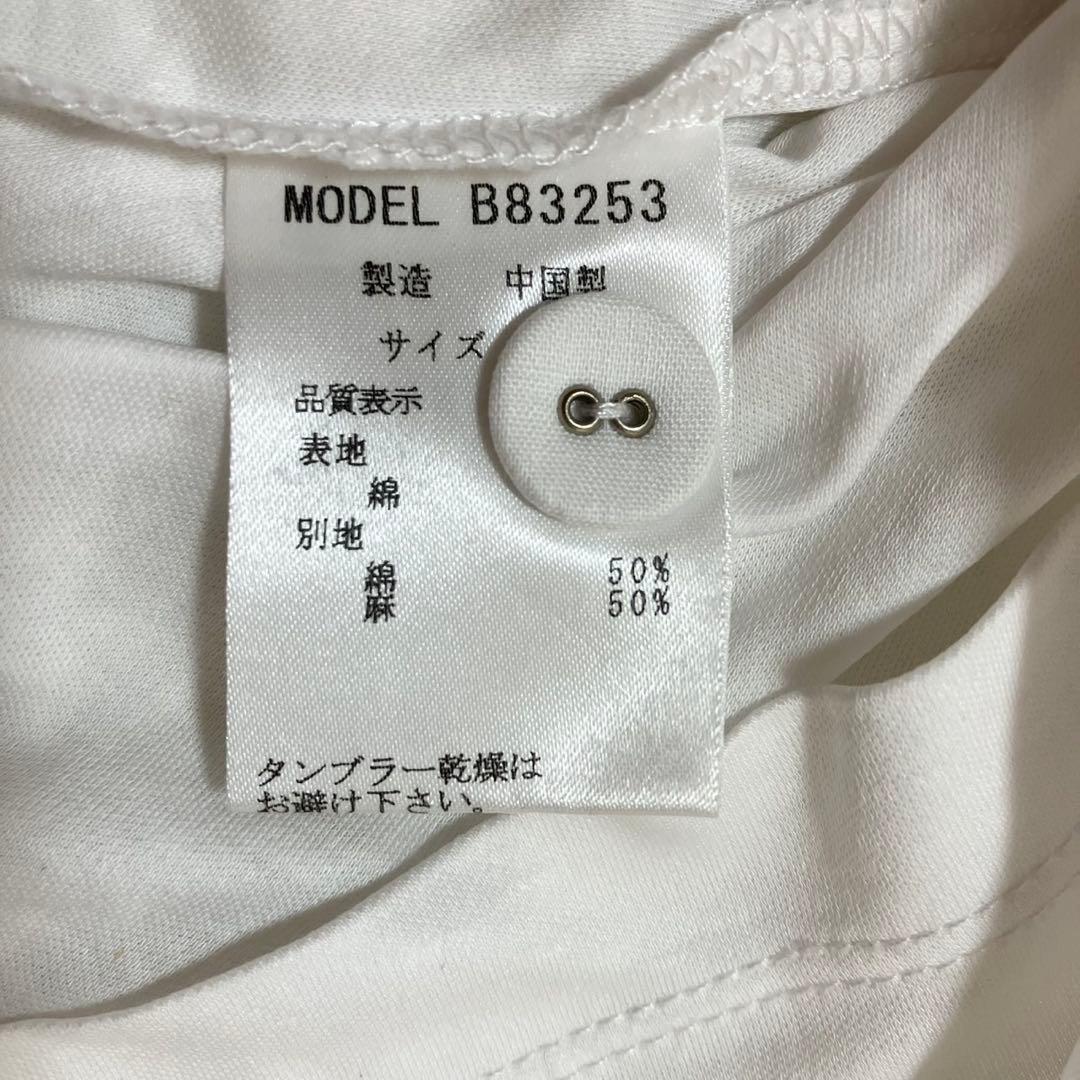 MODEL B83253
製造 中国製
サイズ
品質表示
表地
綿
別地
綿 50%
麻 50%
タンブラー乾燥は
お避け下さい。